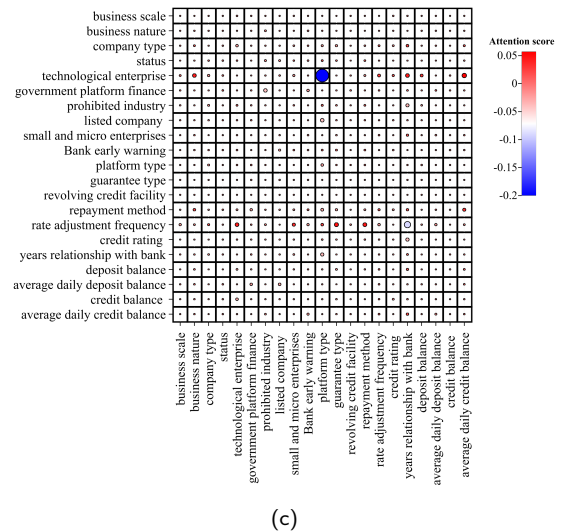 business scale
business nature
company type
status
technological enterprise
government platform finance
prohibited industry
listed company
small and micro enterprises
Bank early warning
platform type
guarantee type
revolving credit facility
repayment method
rate adjustment frequency
credit rating
years relationship with bank
deposit balance
average daily deposit balance
credit balance
average daily credit balance
business scale
business nature
company type
status
technological enterprise
government platform finance
prohibited industry
listed company
small and micro enterprises
Bank early warning
platform type
guarantee type
revolving credit facility
repayment method
rate adjustment frequency
credit rating
years relationship with bank
deposit balance
average daily deposit balance
credit balance
average daily credit balance
Attention score
0.05
0
-0.05
-0.1
-0.15
-0.2
(c)